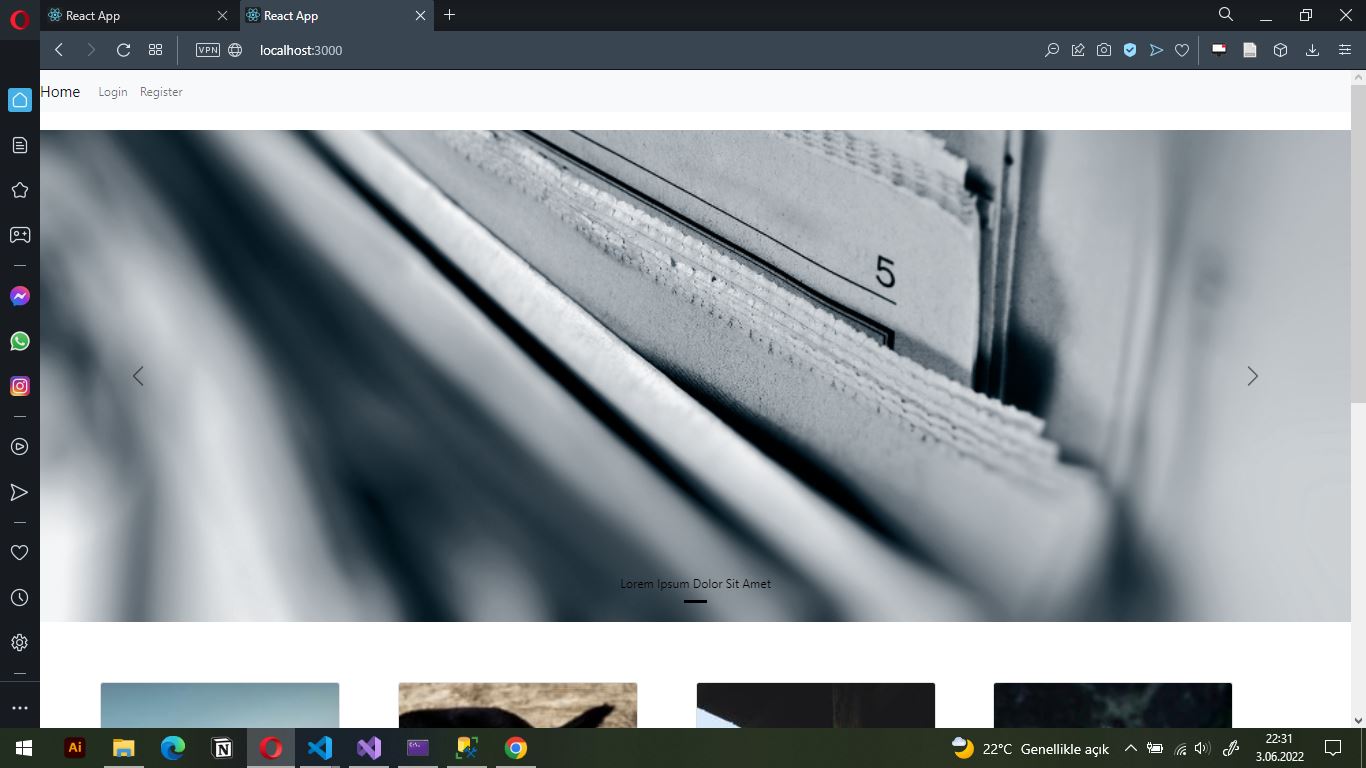 React App
React App
VPN
localhost:3000
Home
Login
Register
5
Lorem Ipsum Dolor Sit Amet
Ai
22°C Genellikle açık
22:31
3.06.2022